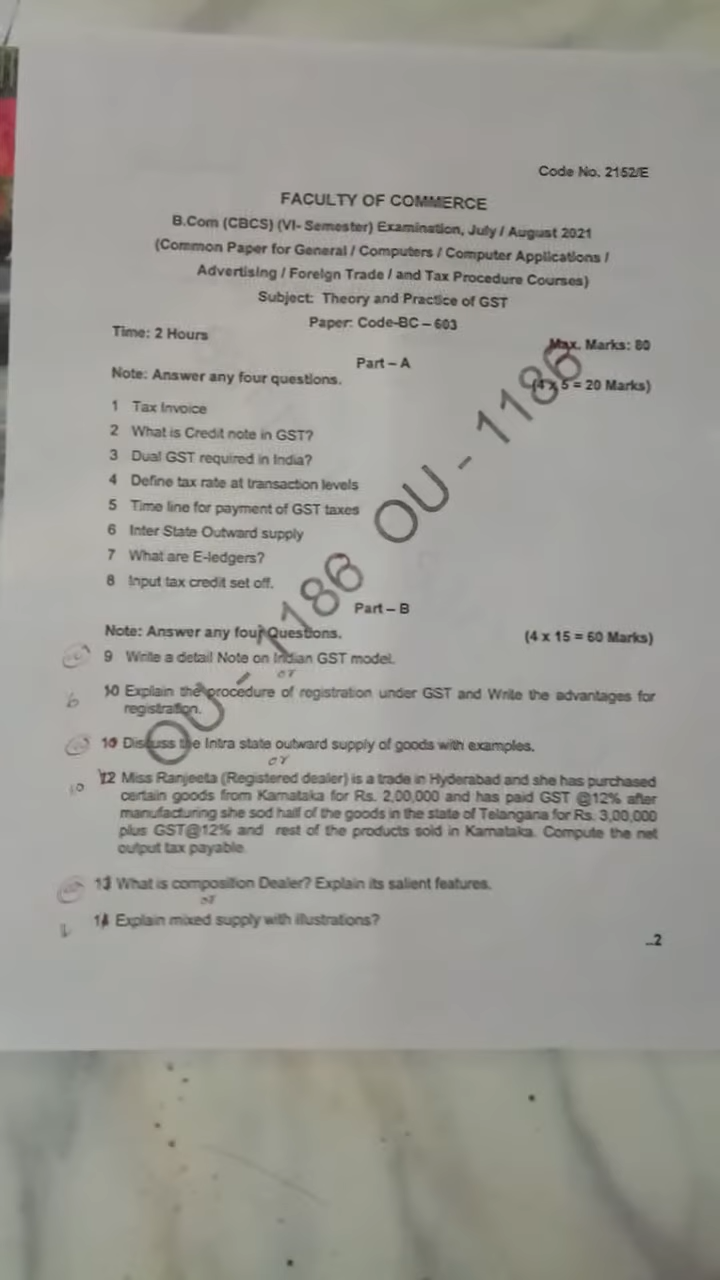 Code No. 2152/E
FACULTY OF COMMERCE
B.Com (CBCS) (VI- Semester) Examination, July / August 2021
(Common Paper for General / Computers / Computer Applications /
Advertising / Foreign Trade / and Tax Procedure Courses)
Subject: Theory and Practice of GST
Paper: Code-BC – 603
Time: 2 Hours
Max. Marks: 80
Part – A
Note: Answer any four questions.
(4 x 5 = 20 Marks)
1 Tax Invoice
2 What is Credit note in GST?
3 Dual GST required in India?
4 Define tax rate at transaction levels
5 Time line for payment of GST taxes
6 Inter State Outward supply
7 What are E-ledgers?
8 Input tax credit set off.
OU - 1186 OU - 1186
Part – B
Note: Answer any four Questions.
(4 x 15 = 60 Marks)
9 Write a detail Note on Indian GST model.
or
10 Explain the procedure of registration under GST and Write the advantages for
registration.
Discuss the Intra state outward supply of goods with examples.
or
12 Miss Ranjeeta (Registered dealer) is a trade in Hyderabad and she has purchased
certain goods from Karnataka for Rs. 2,00,000 and has paid GST @12% after
manufacturing she sod half of the goods in the state of Telangana for Rs. 3,00,000
plus GST@12% and rest of the products sold in Karnataka. Compute the net
output tax payable.
13 What is composition Dealer? Explain its salient features.
or
14 Explain mixed supply with illustrations?
..2